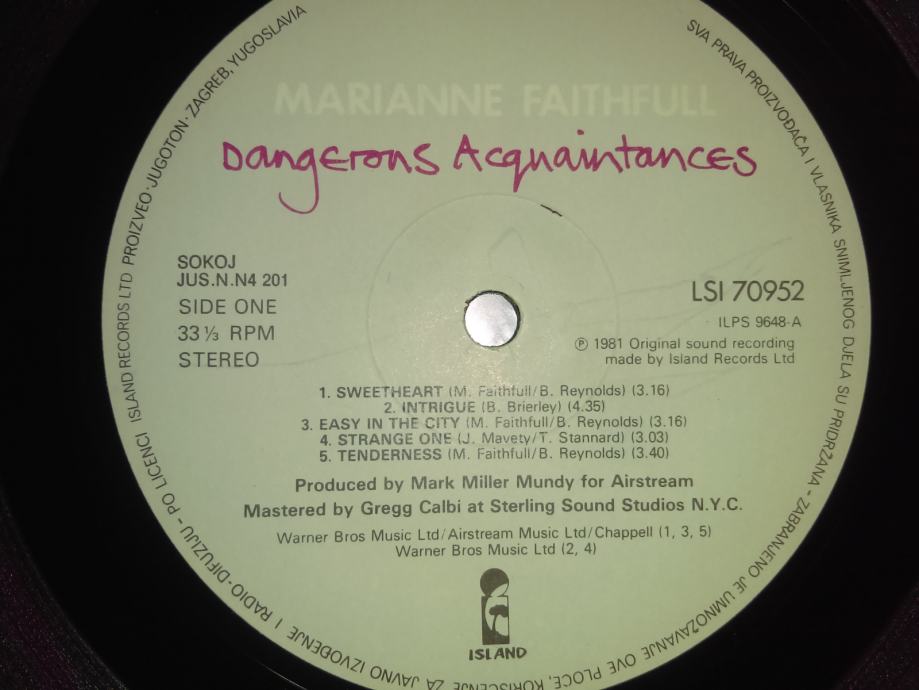 MARIANNE FAITHFULL
Dangerous Acquaintances
SOKOJ
JUS.N.N4 201
SIDE ONE
33⅓ RPM
STEREO
LSI 70952
ILPS 9648-A
℗ 1981 Original sound recording
made by Island Records Ltd
1. SWEETHEART (M. Faithfull/B. Reynolds) (3.16)
2. INTRIGUE (B. Brierley) (4.35)
3. EASY IN THE CITY (M. Faithfull/B. Reynolds) (3.16)
4. STRANGE ONE (J. Mavety/T. Stannard) (3.03)
5. TENDERNESS (M. Faithfull/B. Reynolds) (3.40)
Produced by Mark Miller Mundy for Airstream
Mastered by Gregg Calbi at Sterling Sound Studios N.Y.C.
Warner Bros Music Ltd/Airstream Music Ltd/Chappell (1, 3, 5)
Warner Bros Music Ltd (2, 4)
ISLAND
SVA PRAVA PROIZVOĐAČA I VLASNIKA SNIMLJENOG DJELA SU PRIDRŽANA - ZABRANJENO JE UMNOŽAVANJE OVE PLOČE, KORIŠĆENJE ZA JAVNO IZVOĐENJE I RADIO-DIFUZIJU - PO LICENCI ISLAND RECORDS LTD PROIZVEO·JUGOTON·ZAGREB, YUGOSLAVIA